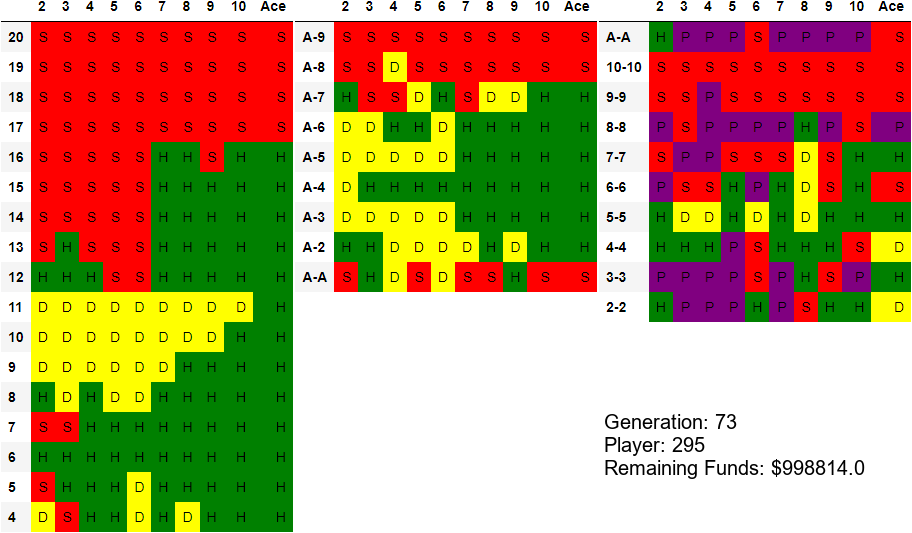 2 3 4 5 6 7 8 9 10 Ace 2 3 4 5 6 7 8 9 10 Ace 2 3 4 5 6 7 8 9 10 Ace
20 S S S S S S S S S S A-9 S S S S S S S S S S A-A H P P P S P P P P S
19 S S S S S S S S S S A-8 S S D S S S S S S S 10-10 S S S S S S S S S S
18 S S S S S S S S S S A-7 H S S D H S D D H H 9-9 S S P S S S S S S S
17 S S S S S S S S S S A-6 D D H H D H H H H H 8-8 P S P P P P H P S P
16 S S S S S H H S H H A-5 D D D D D H H H H H 7-7 S P P S S S D S H H
15 S S S S S H H H H H A-4 D H H H H H H H H H 6-6 P S S H P H D S H S
14 S S S S S H H H H H A-3 D D D D D H H H H H 5-5 H D D H D H D H H H
13 S H S S S H H H H H A-2 H H D D D D H D H H 4-4 H H H P S H H H S D
12 H H H S S H H H H H A-A S H D S D S S H S S 3-3 P P P P S P H S P H
11 D D D D D D D D D H 2-2 H P P P H P S H H D
10 D D D D D D D D H H
9 D D D D D D H H H H
8 H D H D D H H H H H
7 S S H H H H H H H H
6 H H H H H H H H H H
5 S H H H D H H H H H
4 D S H H D H D H H H
Generation: 73
Player: 295
Remaining Funds: $998814.0